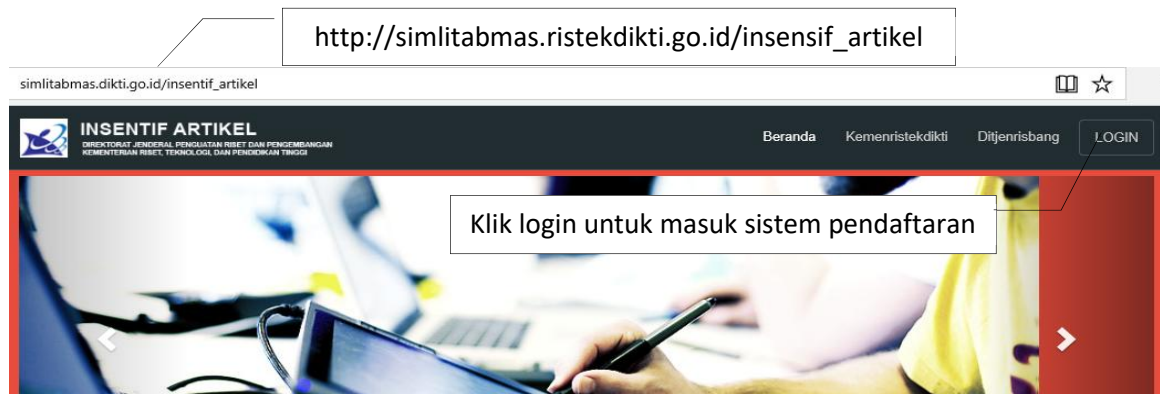 http://simlitabmas.ristekdikti.go.id/insensif_artikel
simlitabmas.dikti.go.id/insentif_artikel
INSENTIF ARTIKEL
DIREKTORAT JENDERAL PENGUATAN RISET DAN PENGEMBANGAN
KEMENTERIAN RISET, TEKNOLOGI, DAN PENDIDIKAN TINGGI
Beranda Kemenristekdikti Ditjenrisbang LOGIN
Klik login untuk masuk sistem pendaftaran